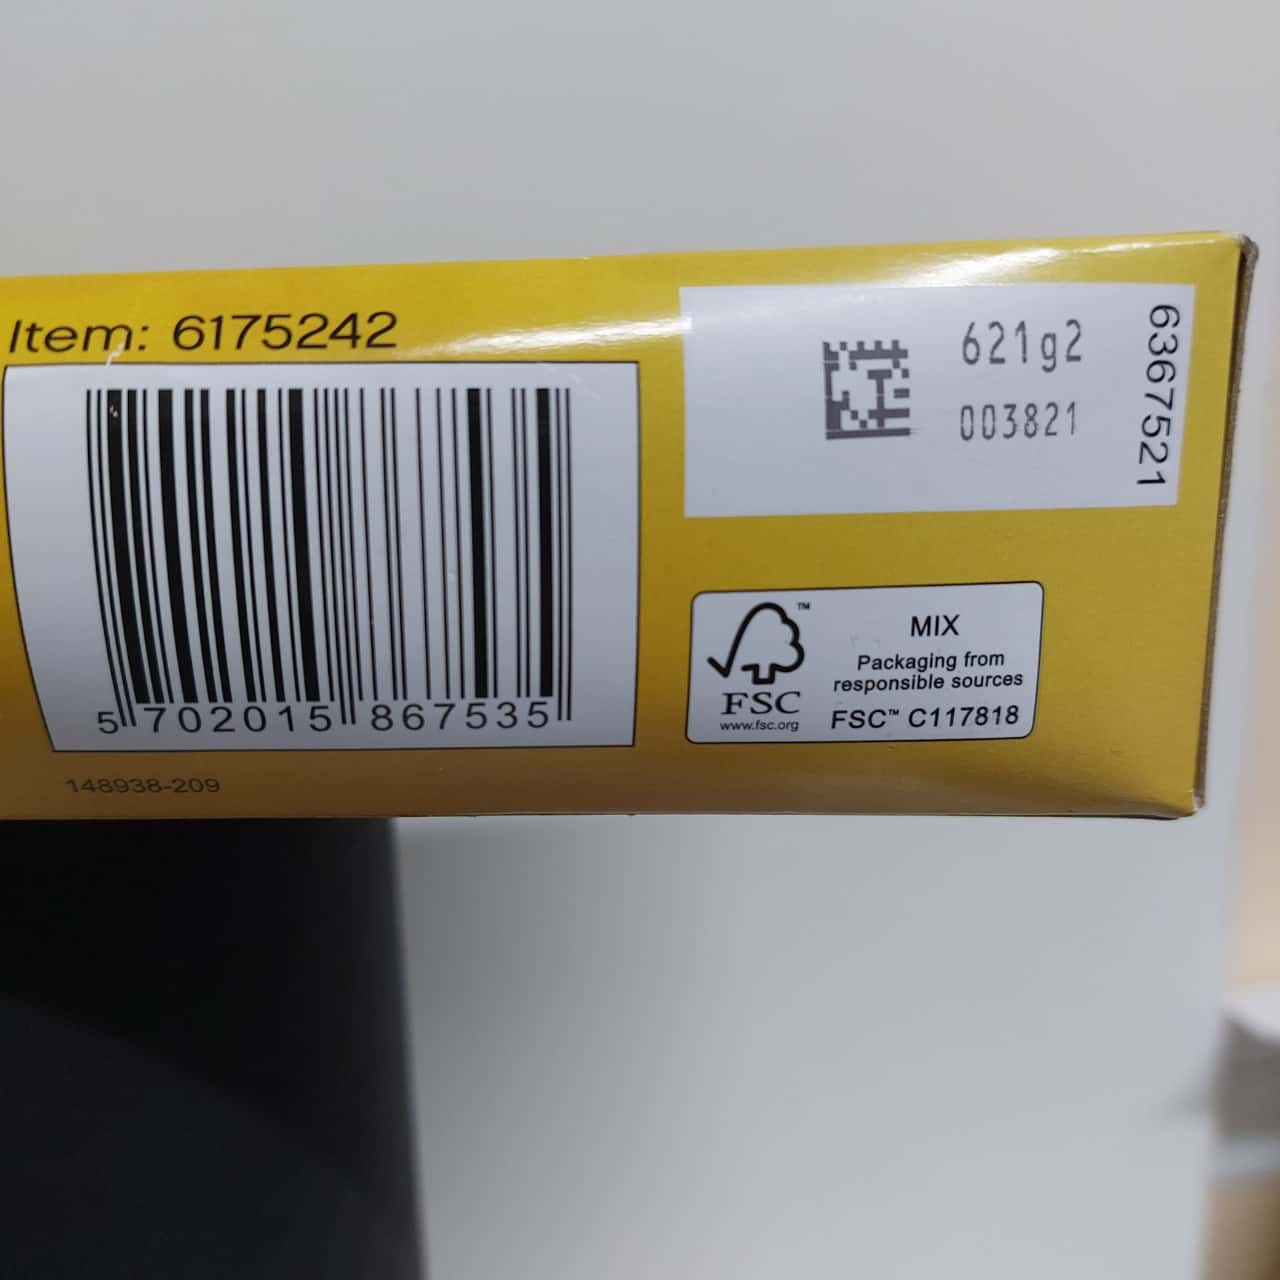 Item: 6175242
5 702015 867535
148938-209
621g2
003821
6367521
TM
FSC
www.fsc.org
MIX
Packaging from
responsible sources
FSC™ C117818